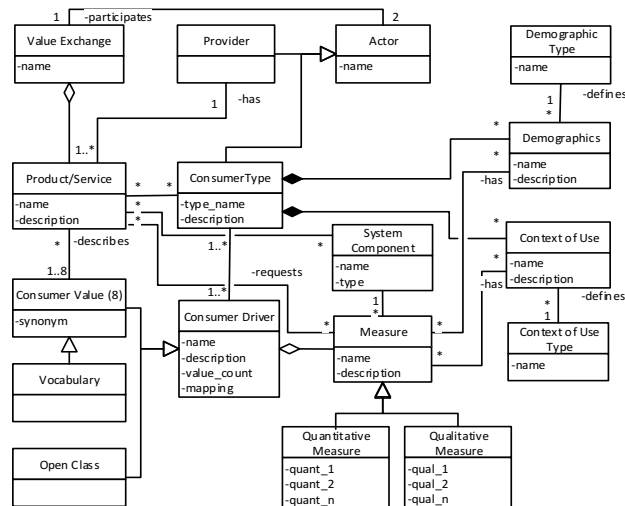 1
-participates
2
Value Exchange
-name
Provider
Actor
-name
Demographic
Type
-name
1
-has
1..*
1
-defines
*
Demographics
-name
-description
Product/Service
-name
-description
*
*
*
*
ConsumerType
-type_name
-description
*
-has
*
-describes
1..8
1..*
-requests
1..*
System
Component
-name
-type
*
1
*
*
Context of Use
-name
-description
*
-has
-defines
*
1
Context of Use
Type
-name
Consumer Value (8)
-synonym
Vocabulary
Open Class
Consumer Driver
-name
-description
-value_count
-mapping
*
*
Measure
-name
-description
*
*
Quantitative
Measure
-quant_1
-quant_2
-quant_n
Qualitative
Measure
-qual_1
-qual_2
-qual_n